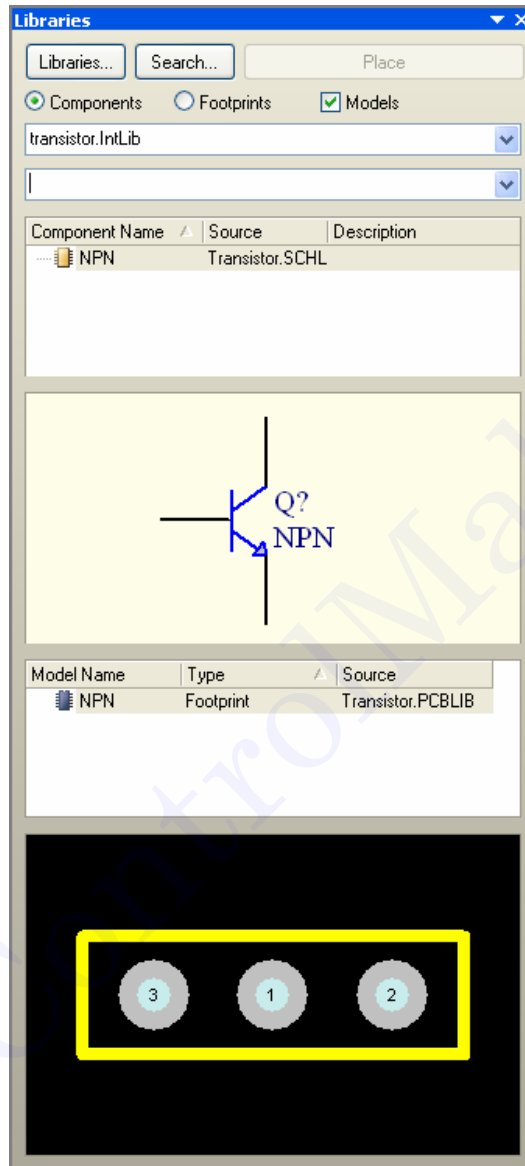 Libraries
Libraries... Search... Place
Components Footprints Models
transistor.IntLib
Component Name Source Description
NPN Transistor.SCHL
Q?
NPN
Model Name Type Source
NPN Footprint Transistor.PCBLIB
3 1 2
ControlMa